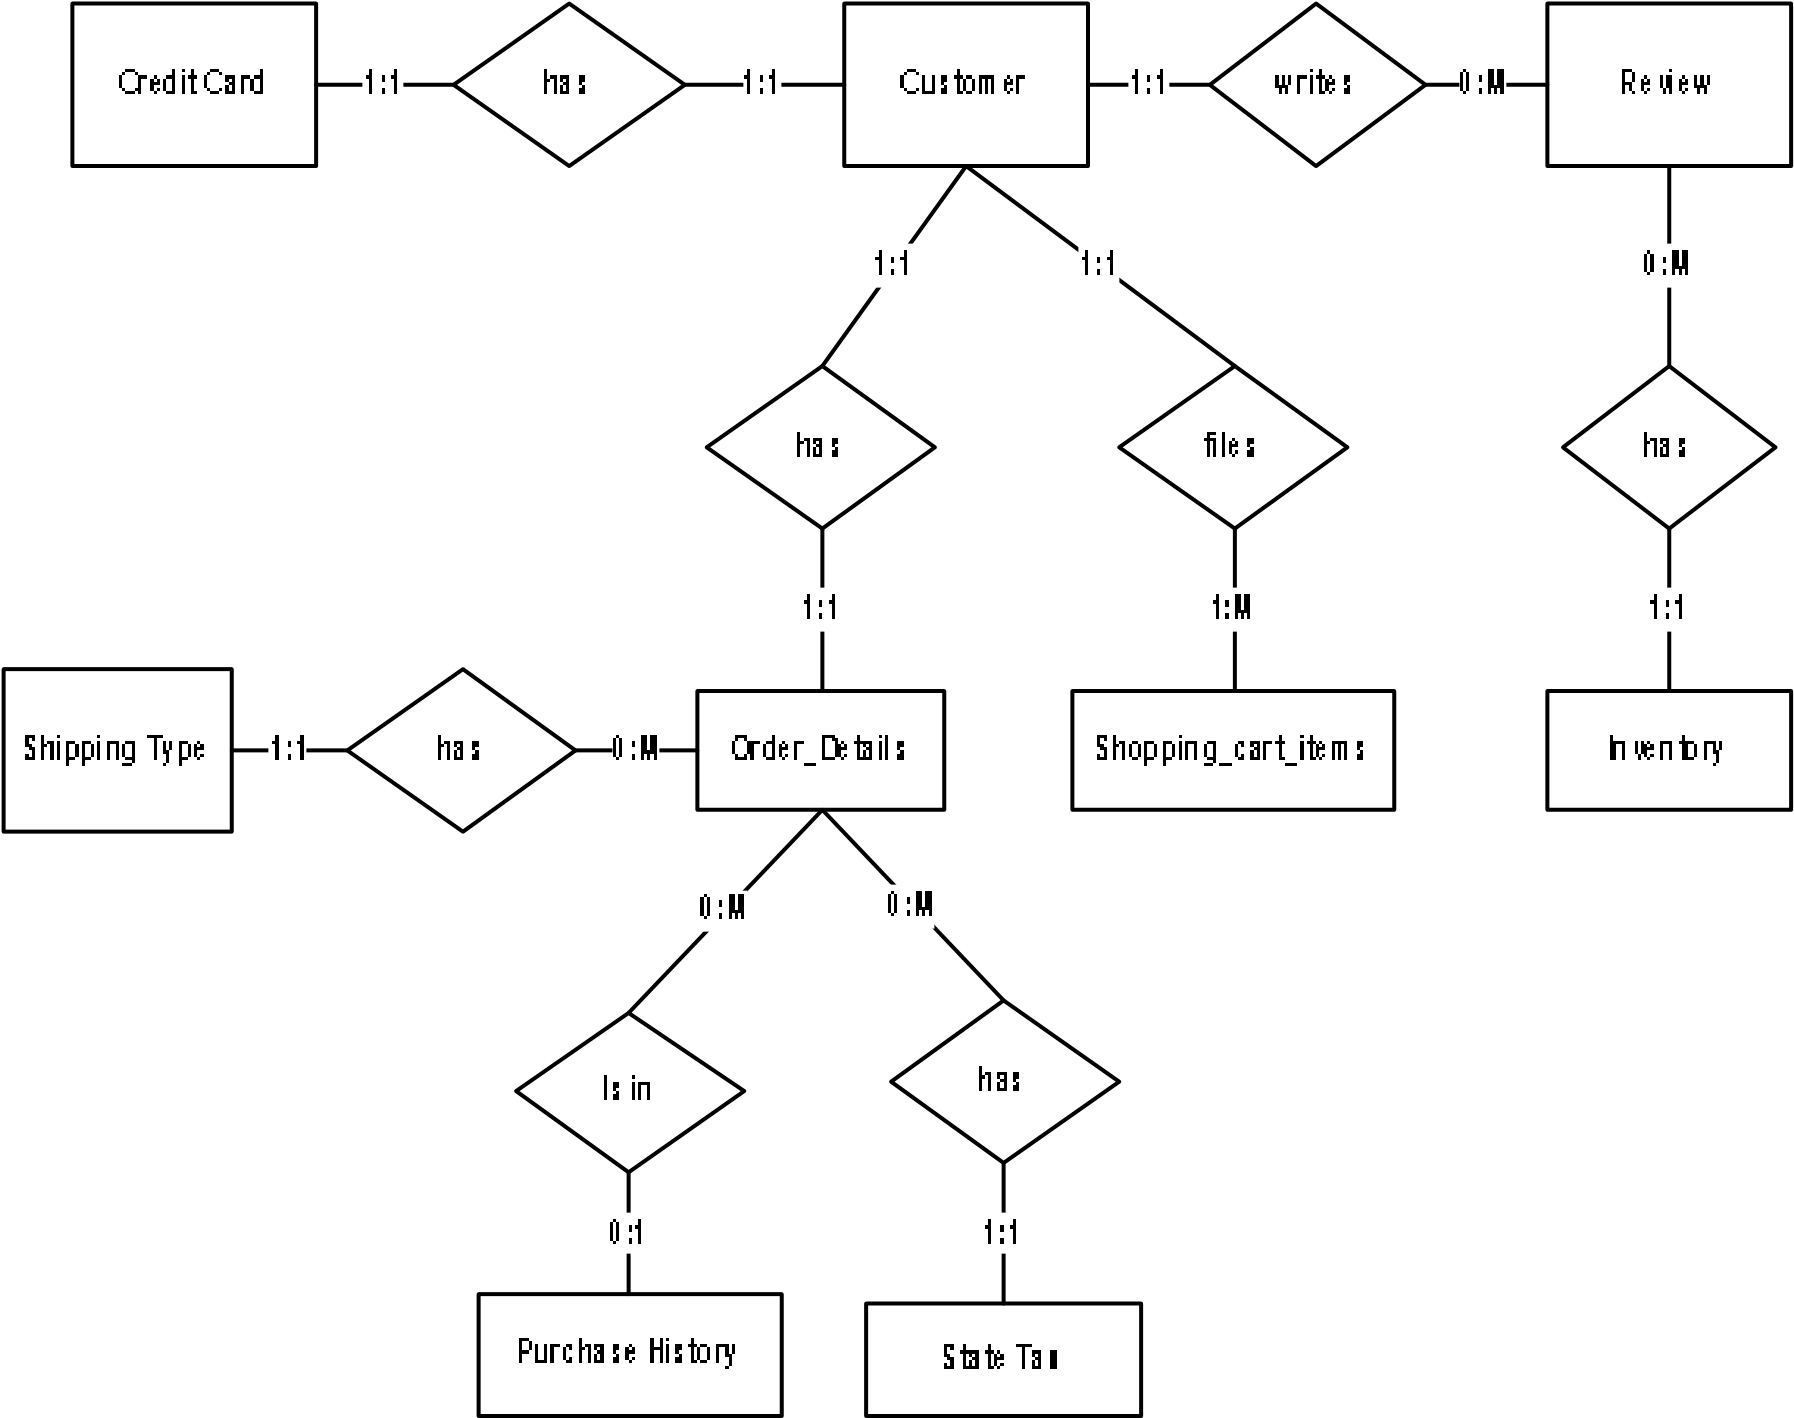 Credit Card
1:1
has
1:1
Customer
1:1
writes
0:M
Review
1:1
1:1
0:M
has
files
has
1:1
1:M
1:1
Shipping Type
1:1
has
0:M
Order_Details
Shopping_cart_items
Inventory
0:M
0:M
Is in
has
0:1
1:1
Purchase History
State Tax